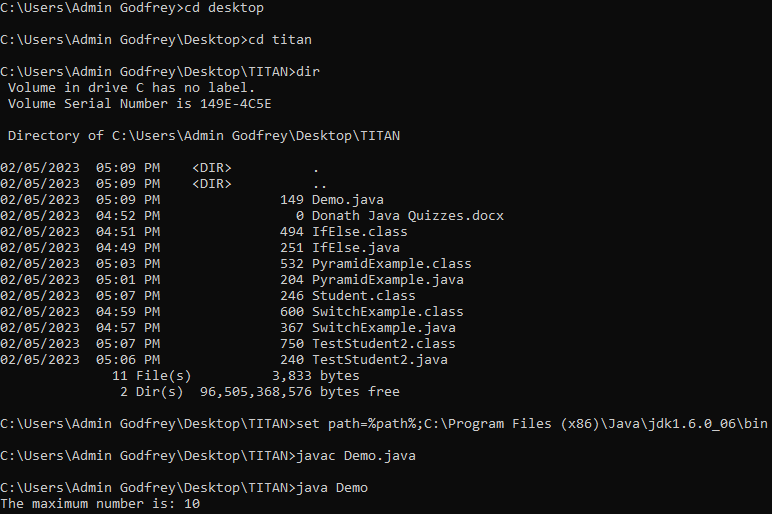 C:\Users\Admin Godfrey>cd desktop
C:\Users\Admin Godfrey\Desktop>cd titan
C:\Users\Admin Godfrey\Desktop\TITAN>dir
 Volume in drive C has no label.
 Volume Serial Number is 149E-4C5E
 Directory of C:\Users\Admin Godfrey\Desktop\TITAN
02/05/2023  05:09 PM    <DIR>          .
02/05/2023  05:09 PM    <DIR>          ..
02/05/2023  05:09 PM               149 Demo.java
02/05/2023  04:52 PM                 0 Donath Java Quizzes.docx
02/05/2023  04:51 PM               494 IfElse.class
02/05/2023  04:49 PM               251 IfElse.java
02/05/2023  05:03 PM               532 PyramidExample.class
02/05/2023  05:01 PM               204 PyramidExample.java
02/05/2023  05:07 PM               246 Student.class
02/05/2023  04:59 PM               600 SwitchExample.class
02/05/2023  04:57 PM               367 SwitchExample.java
02/05/2023  05:07 PM               750 TestStudent2.class
02/05/2023  05:06 PM               240 TestStudent2.java
              11 File(s)          3,833 bytes
               2 Dir(s)  96,505,368,576 bytes free
C:\Users\Admin Godfrey\Desktop\TITAN>set path=%path%;C:\Program Files (x86)\Java\jdk1.6.0_06\bin
C:\Users\Admin Godfrey\Desktop\TITAN>javac Demo.java
C:\Users\Admin Godfrey\Desktop\TITAN>java Demo
The maximum number is: 10